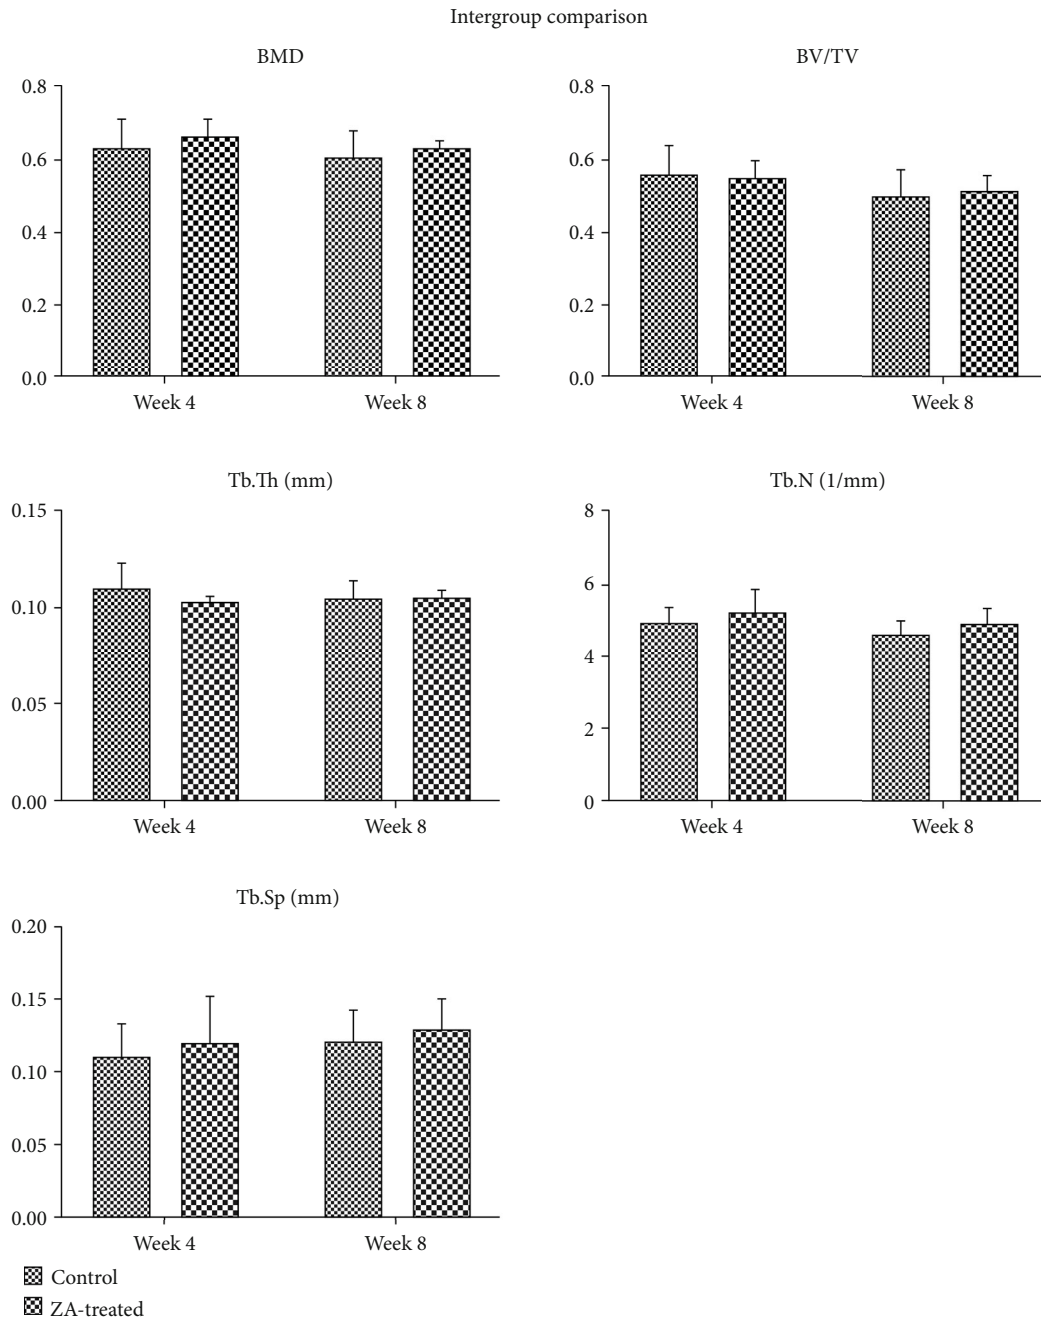 Intergroup comparison
BMD
0.8
0.6
0.4
0.2
0.0
Week 4
Week 8
BV/TV
0.8
0.6
0.4
0.2
0.0
Week 4
Week 8
Tb.Th (mm)
0.15
0.10
0.05
0.00
Week 4
Week 8
Tb.N (1/mm)
8
6
4
2
0
Week 4
Week 8
Tb.Sp (mm)
0.20
0.15
0.10
0.05
0.00
Week 4
Week 8
Control
ZA-treated